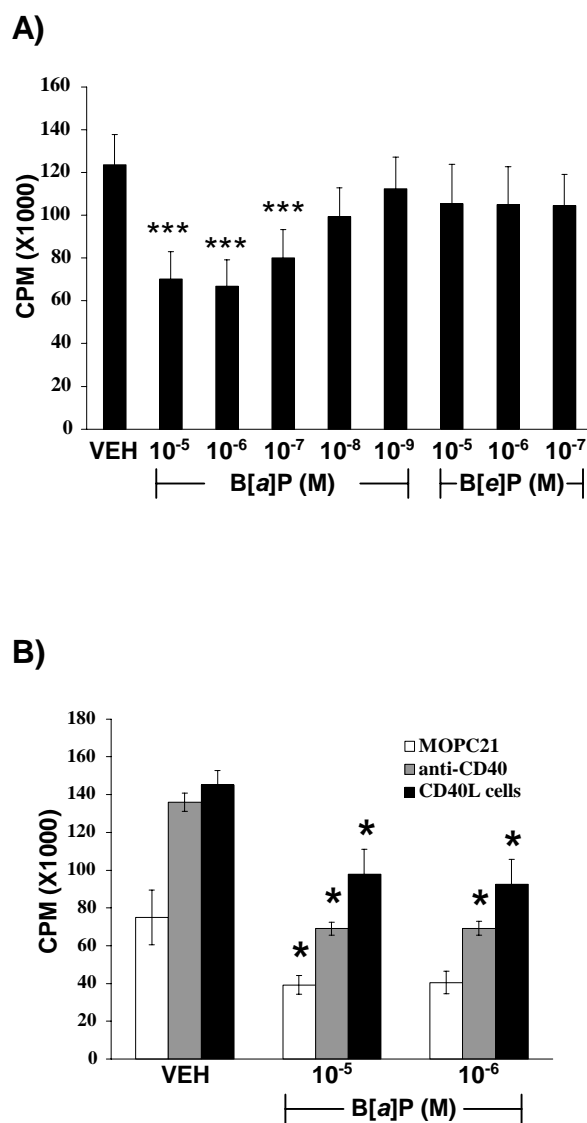 A)
160
140
120
100
80
60
40
20
0
CPM (X1000)
***
***
***
VEH 10⁻⁵ 10⁻⁶ 10⁻⁷ 10⁻⁸ 10⁻⁹ 10⁻⁵ 10⁻⁶ 10⁻⁷
B[a]P (M) B[e]P (M)
B)
180
160
140
120
100
80
60
40
20
0
CPM (X1000)
MOPC21
anti-CD40
CD40L cells
* * *
* *
VEH 10⁻⁵ 10⁻⁶
B[a]P (M)